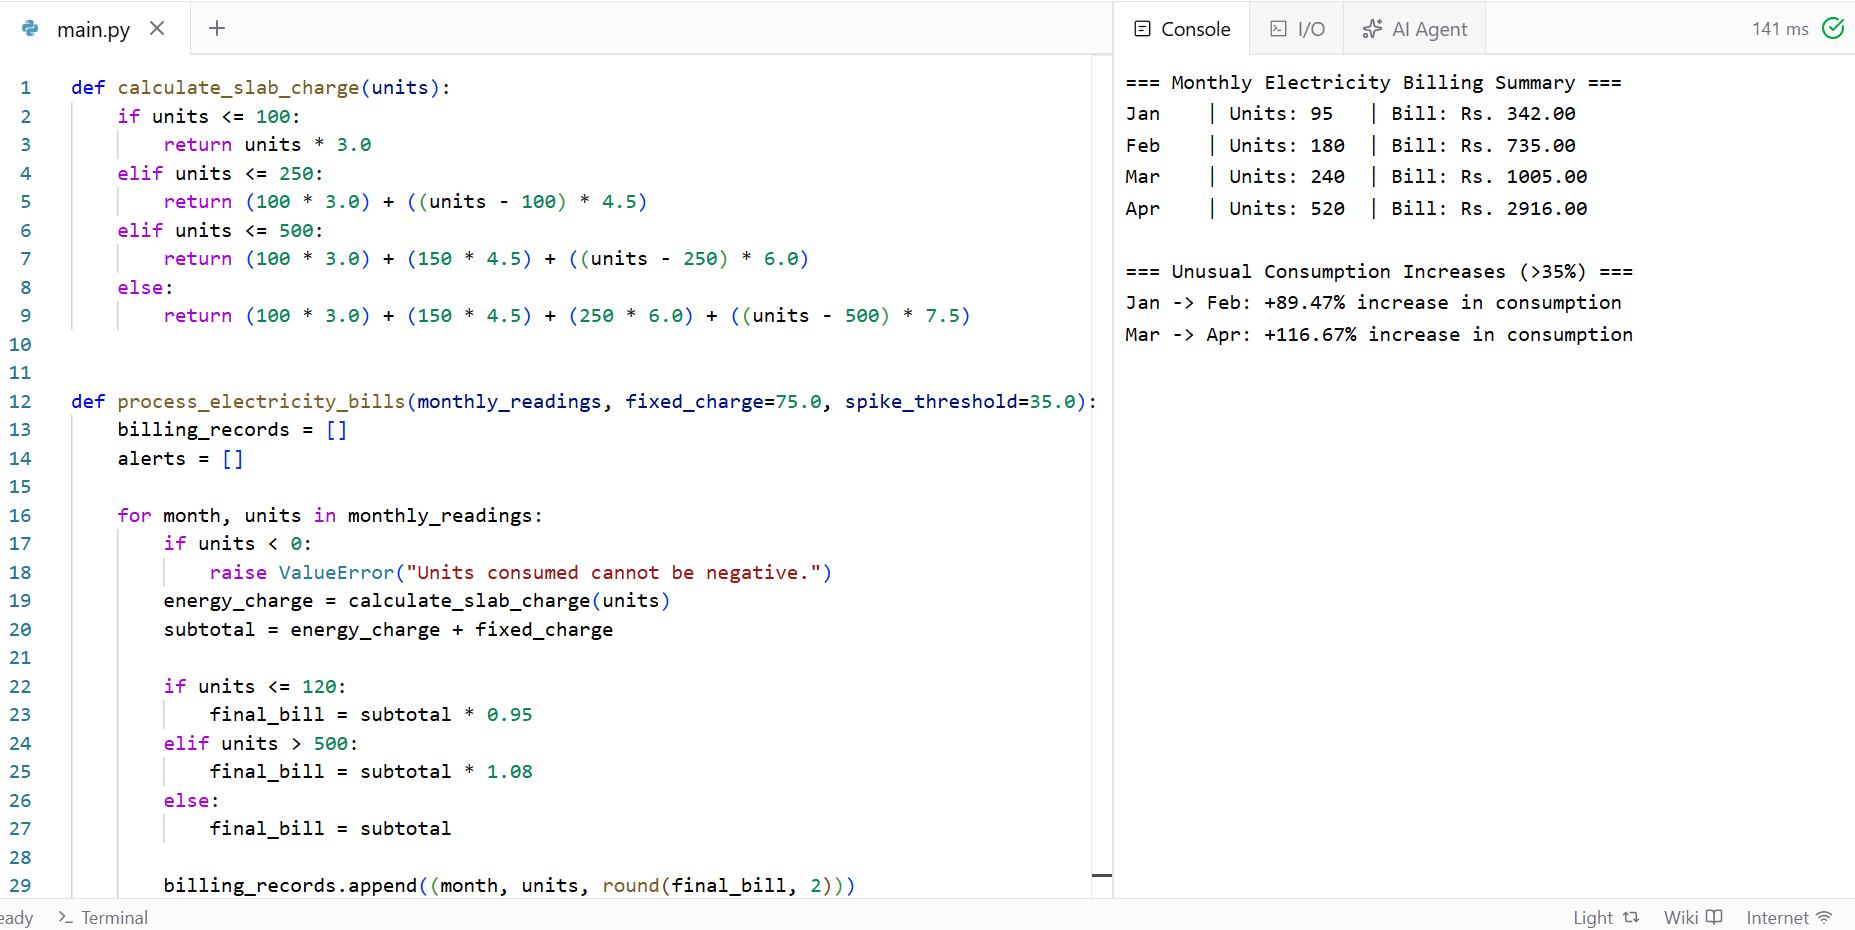 main.py
Console I/O AI Agent 141 ms
1 def calculate_slab_charge(units):
2     if units <= 100:
3         return units * 3.0
4     elif units <= 250:
5         return (100 * 3.0) + ((units - 100) * 4.5)
6     elif units <= 500:
7         return (100 * 3.0) + (150 * 4.5) + ((units - 250) * 6.0)
8     else:
9         return (100 * 3.0) + (150 * 4.5) + (250 * 6.0) + ((units - 500) * 7.5)
10
11
12 def process_electricity_bills(monthly_readings, fixed_charge=75.0, spike_threshold=35.0):
13     billing_records = []
14     alerts = []
15
16     for month, units in monthly_readings:
17         if units < 0:
18             raise ValueError("Units consumed cannot be negative.")
19         energy_charge = calculate_slab_charge(units)
20         subtotal = energy_charge + fixed_charge
21
22         if units <= 120:
23             final_bill = subtotal * 0.95
24         elif units > 500:
25             final_bill = subtotal * 1.08
26         else:
27             final_bill = subtotal
28
29         billing_records.append((month, units, round(final_bill, 2)))
=== Monthly Electricity Billing Summary ===
Jan    | Units: 95   | Bill: Rs. 342.00
Feb    | Units: 180  | Bill: Rs. 735.00
Mar    | Units: 240  | Bill: Rs. 1005.00
Apr    | Units: 520  | Bill: Rs. 2916.00
=== Unusual Consumption Increases (>35%) ===
Jan -> Feb: +89.47% increase in consumption
Mar -> Apr: +116.67% increase in consumption
eady Terminal
Light Wiki Internet